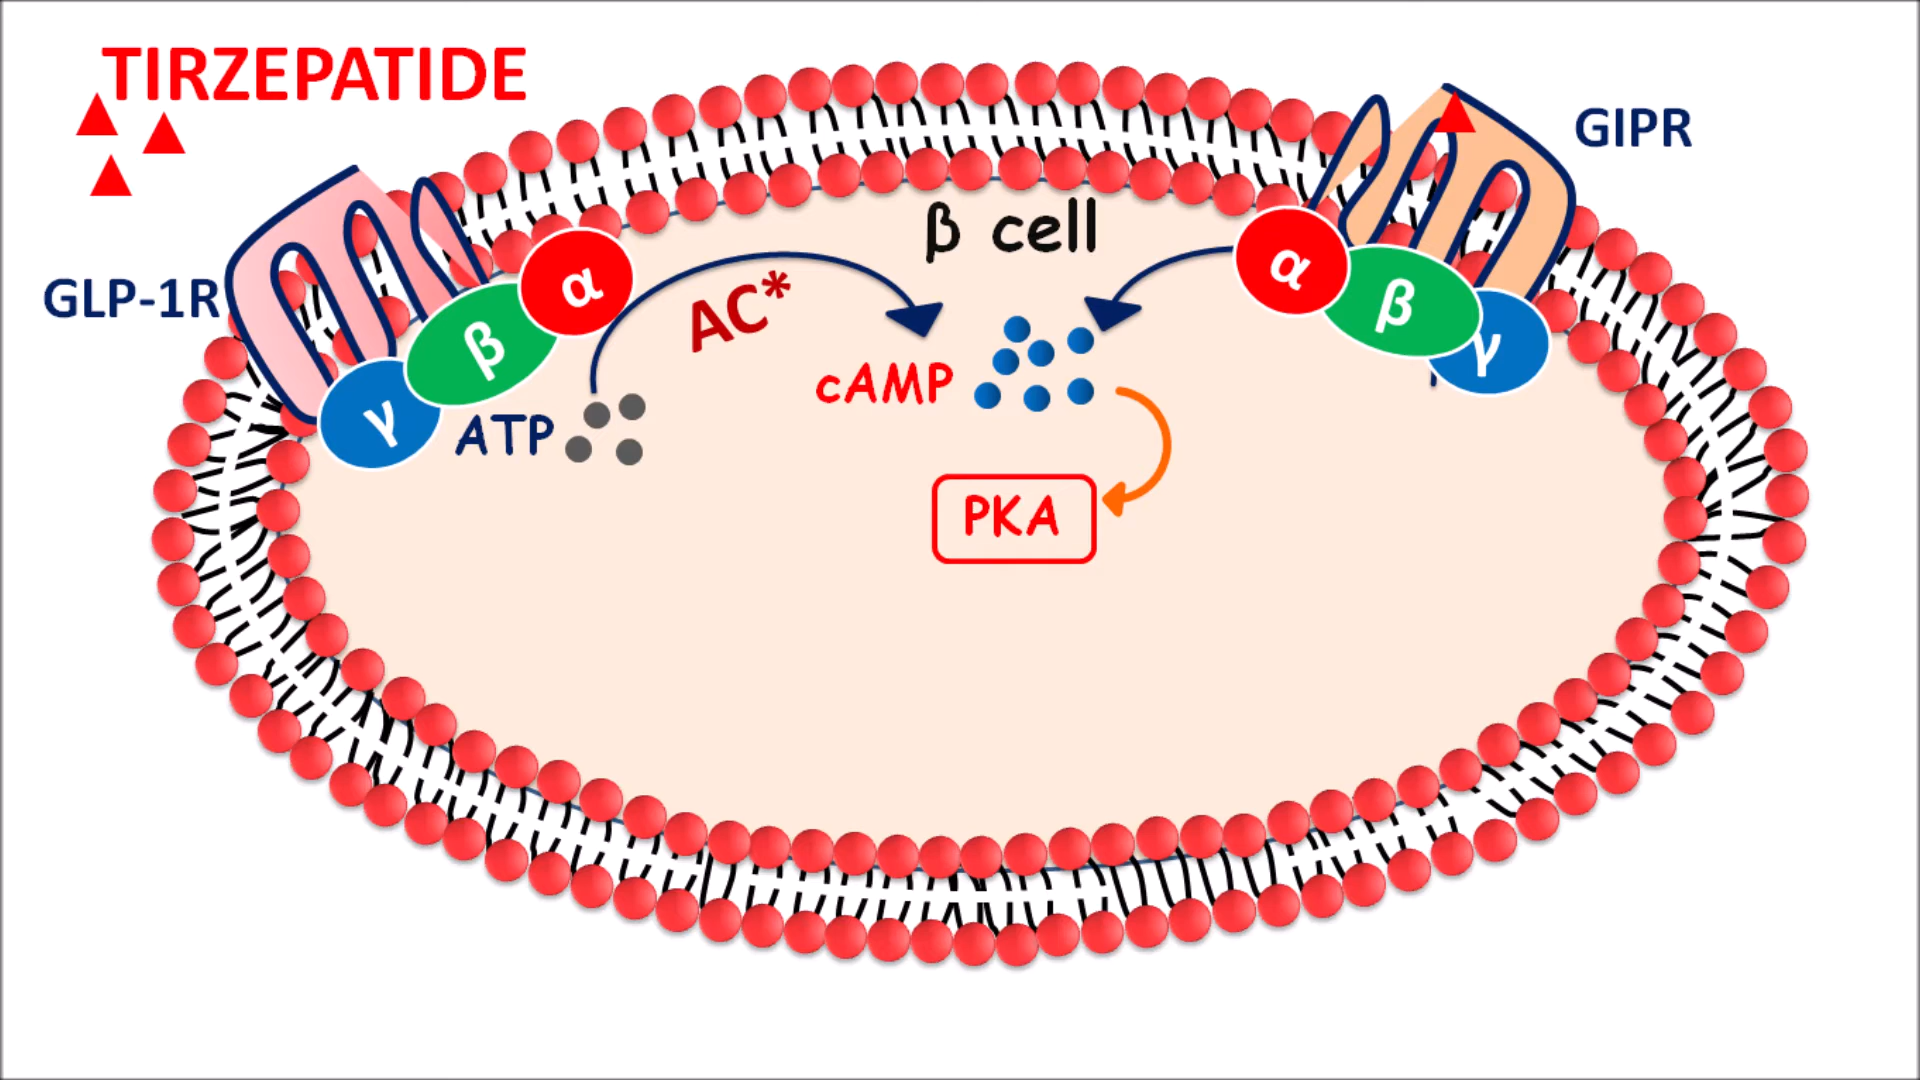 TIRZEPATIDE
GIPR
β cell
GLP-1R
α
β
γ
AC*
α
β
γ
cAMP
ATP
PKA